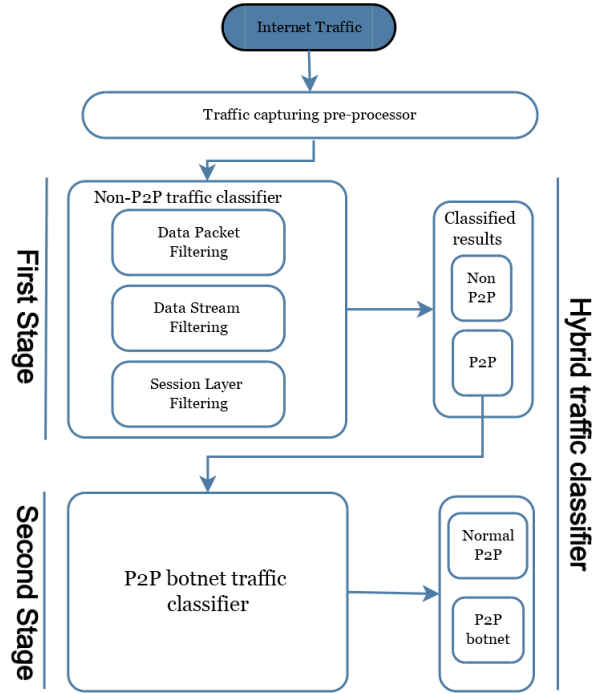 Internet Traffic
Traffic capturing pre-processor
First Stage
Non-P2P traffic classifier
Data Packet
Filtering
Data Stream
Filtering
Session Layer
Filtering
Classified
results
Non
P2P
P2P
Hybrid traffic classifier
Second Stage
P2P botnet traffic
classifier
Normal
P2P
P2P
botnet